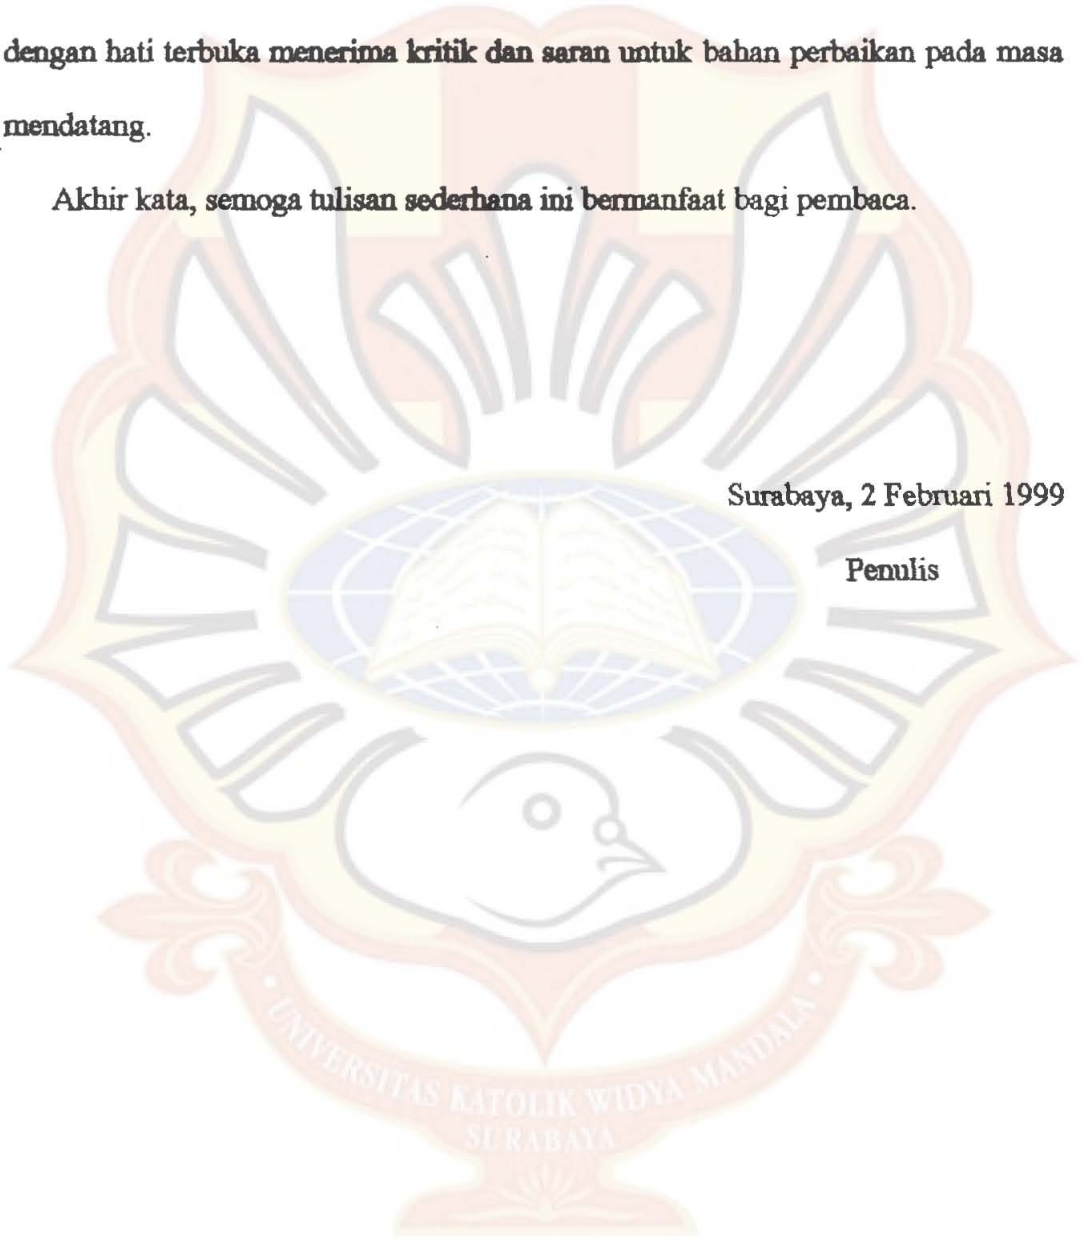 dengan hati terbuka menerima kritik dan saran untuk bahan perbaikan pada masa
mendatang.
Akhir kata, semoga tulisan sederhana ini bermanfaat bagi pembaca.
Surabaya, 2 Februari 1999
Penulis
UNIVERSITAS KATOLIK WIDYA MANDALA
SURABAYA